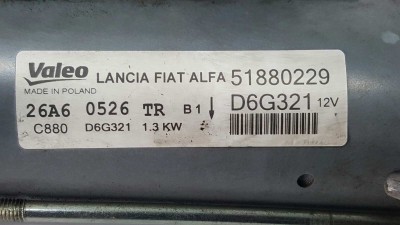 Valeo LANCIA FIAT ALFA 51880229
MADE IN POLAND
26A6 0526 TR B1 D6G321 12V
C880 D6G321 1.3 KW